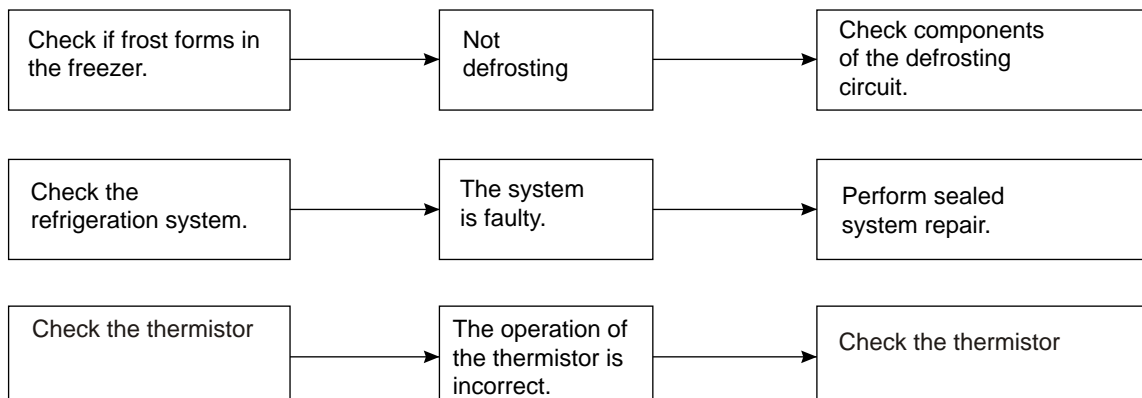 Check if frost forms in
the freezer.
Not
defrosting
Check components
of the defrosting
circuit.
Check the
refrigeration system.
The system
is faulty.
Perform sealed
system repair.
Check the thermistor
The operation of
the thermistor is
incorrect.
Check the thermistor